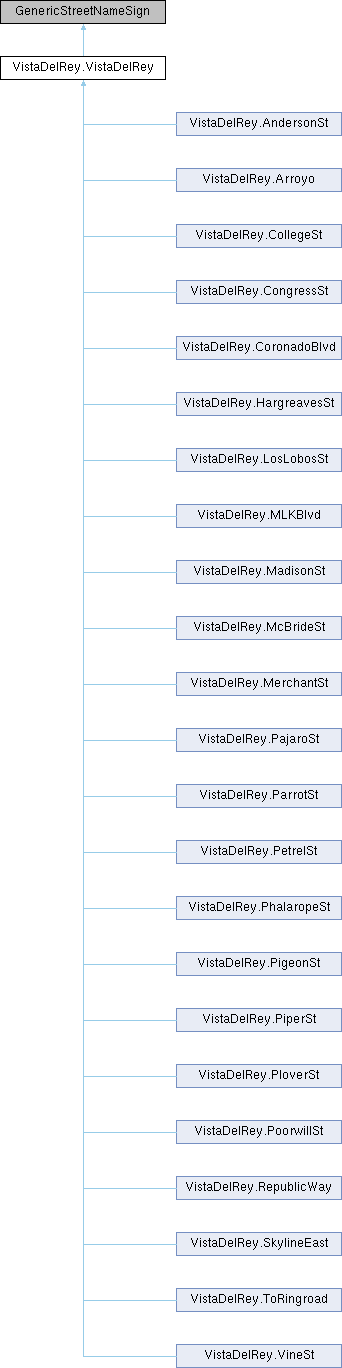 GenericStreetNameSign
VistaDelRey.VistaDelRey
VistaDelRey.AndersonSt
VistaDelRey.Arroyo
VistaDelRey.CollegeSt
VistaDelRey.CongressSt
VistaDelRey.CoronadoBlvd
VistaDelRey.HargreavesSt
VistaDelRey.LosLobosSt
VistaDelRey.MLKBlvd
VistaDelRey.MadisonSt
VistaDelRey.McBrideSt
VistaDelRey.MerchantSt
VistaDelRey.PajaroSt
VistaDelRey.ParrotSt
VistaDelRey.PetrelSt
VistaDelRey.PhalaropeSt
VistaDelRey.PigeonSt
VistaDelRey.PiperSt
VistaDelRey.PloverSt
VistaDelRey.PoorwillSt
VistaDelRey.RepublicWay
VistaDelRey.SkylineEast
VistaDelRey.ToRingroad
VistaDelRey.VineSt